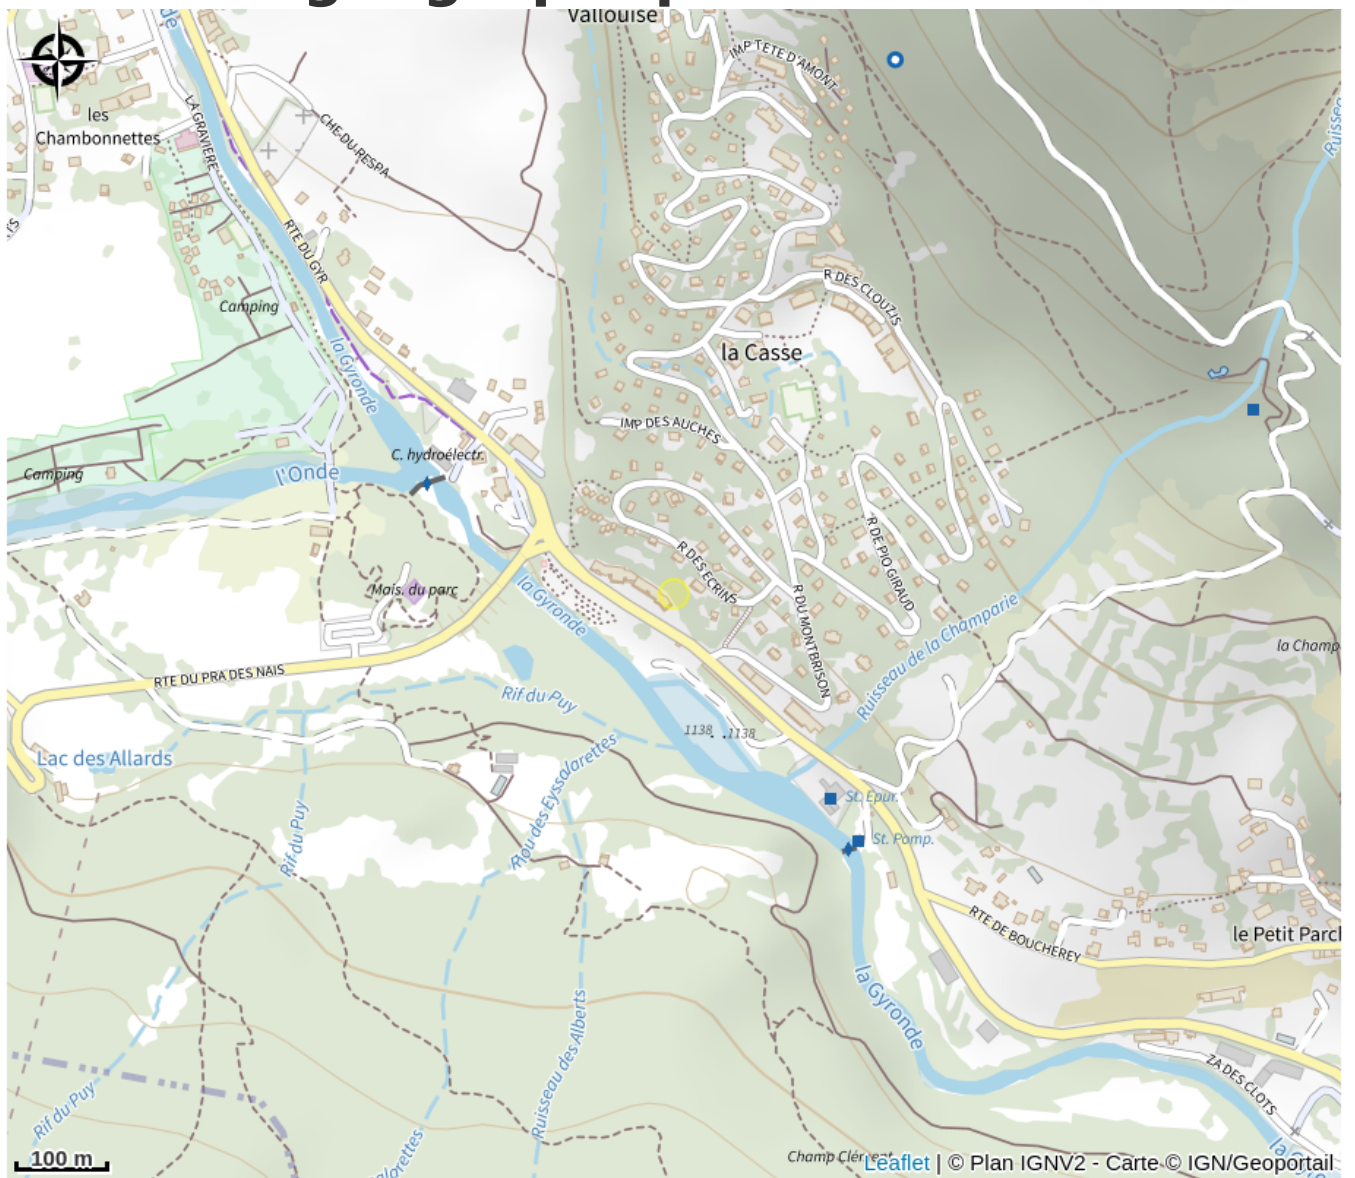 Vallouise
IMP TETE D'AMONT
les
Chambonnettes
LA GRAVIERE
CHE DU RESPA
RTE DU GYR
Camping
la Gyronde
R DES CLOUZIS
la Casse
IMP DES AUCHES
C. hydroélectr.
Camping
l'Onde
Mais. du parc
la Gyronde
R DES ECRINS
R DE PIO GIRAUD
R DU MONTBRISON
Ruisseau de la Champarie
la Champ
RTE DU PRA DES NAIS
Rif du Puy
1138
1138
Lac des Allards
Rif du Puy
St. Epur.
St. Pomp.
RTE DE BOUCHEREY
le Petit Parcl
la Gyronde
Ruisseau des Alberts
ZA DES CLOTS
Rif du Puy
100 m
Leaflet | © Plan IGNV2 - Carte © IGN/Geoportail